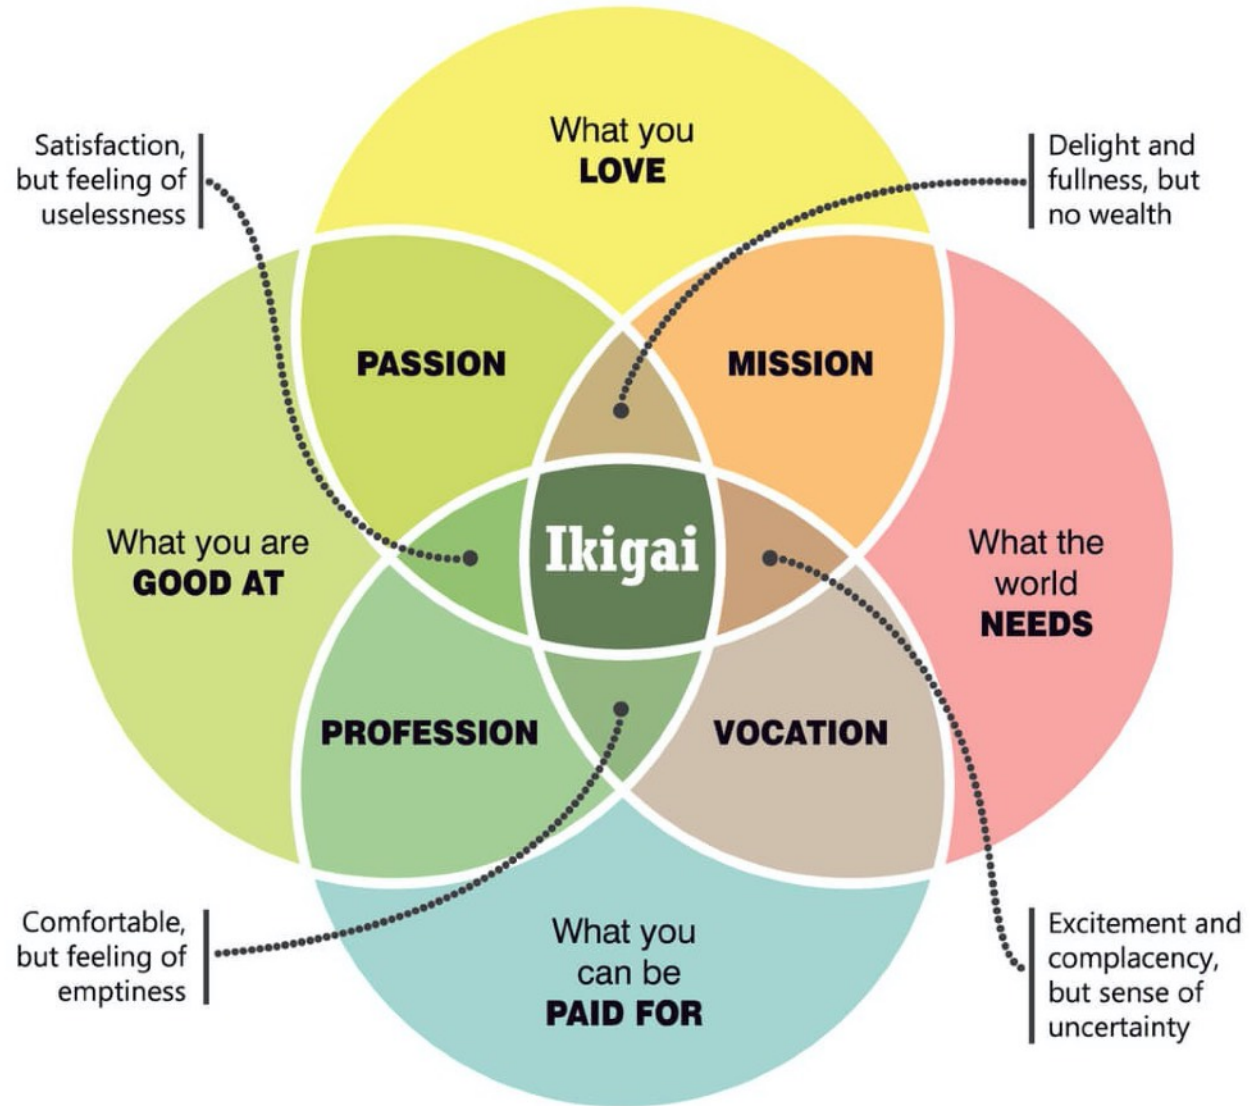 What you
LOVE
Satisfaction,
but feeling of
uselessness
Delight and
fullness, but
no wealth
PASSION
MISSION
What you are
GOOD AT
Ikigai
What the
world
NEEDS
PROFESSION
VOCATION
Comfortable,
but feeling of
emptiness
What you
can be
PAID FOR
Excitement and
complacency,
but sense of
uncertainty